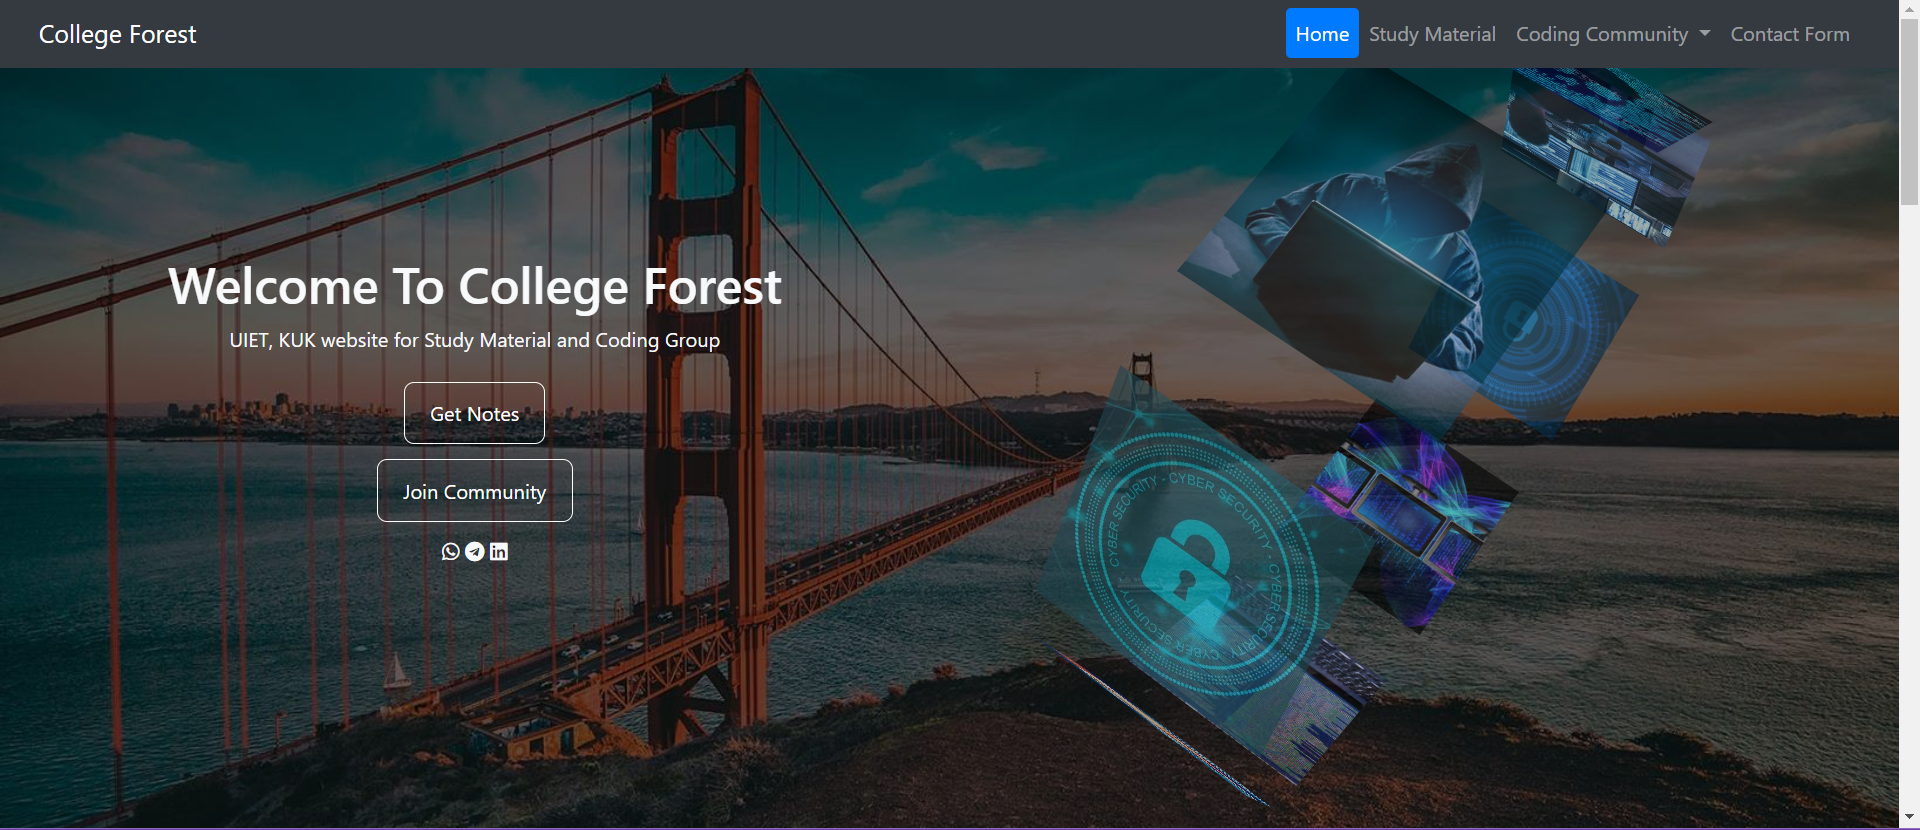 College Forest
Home
Study Material
Coding Community
Contact Form
Welcome To College Forest
UIET, KUK website for Study Material and Coding Group
Get Notes
Join Community
CYBER SECURITY - CYBER SECURITY - CYBER SECURITY - CYBER SECURITY